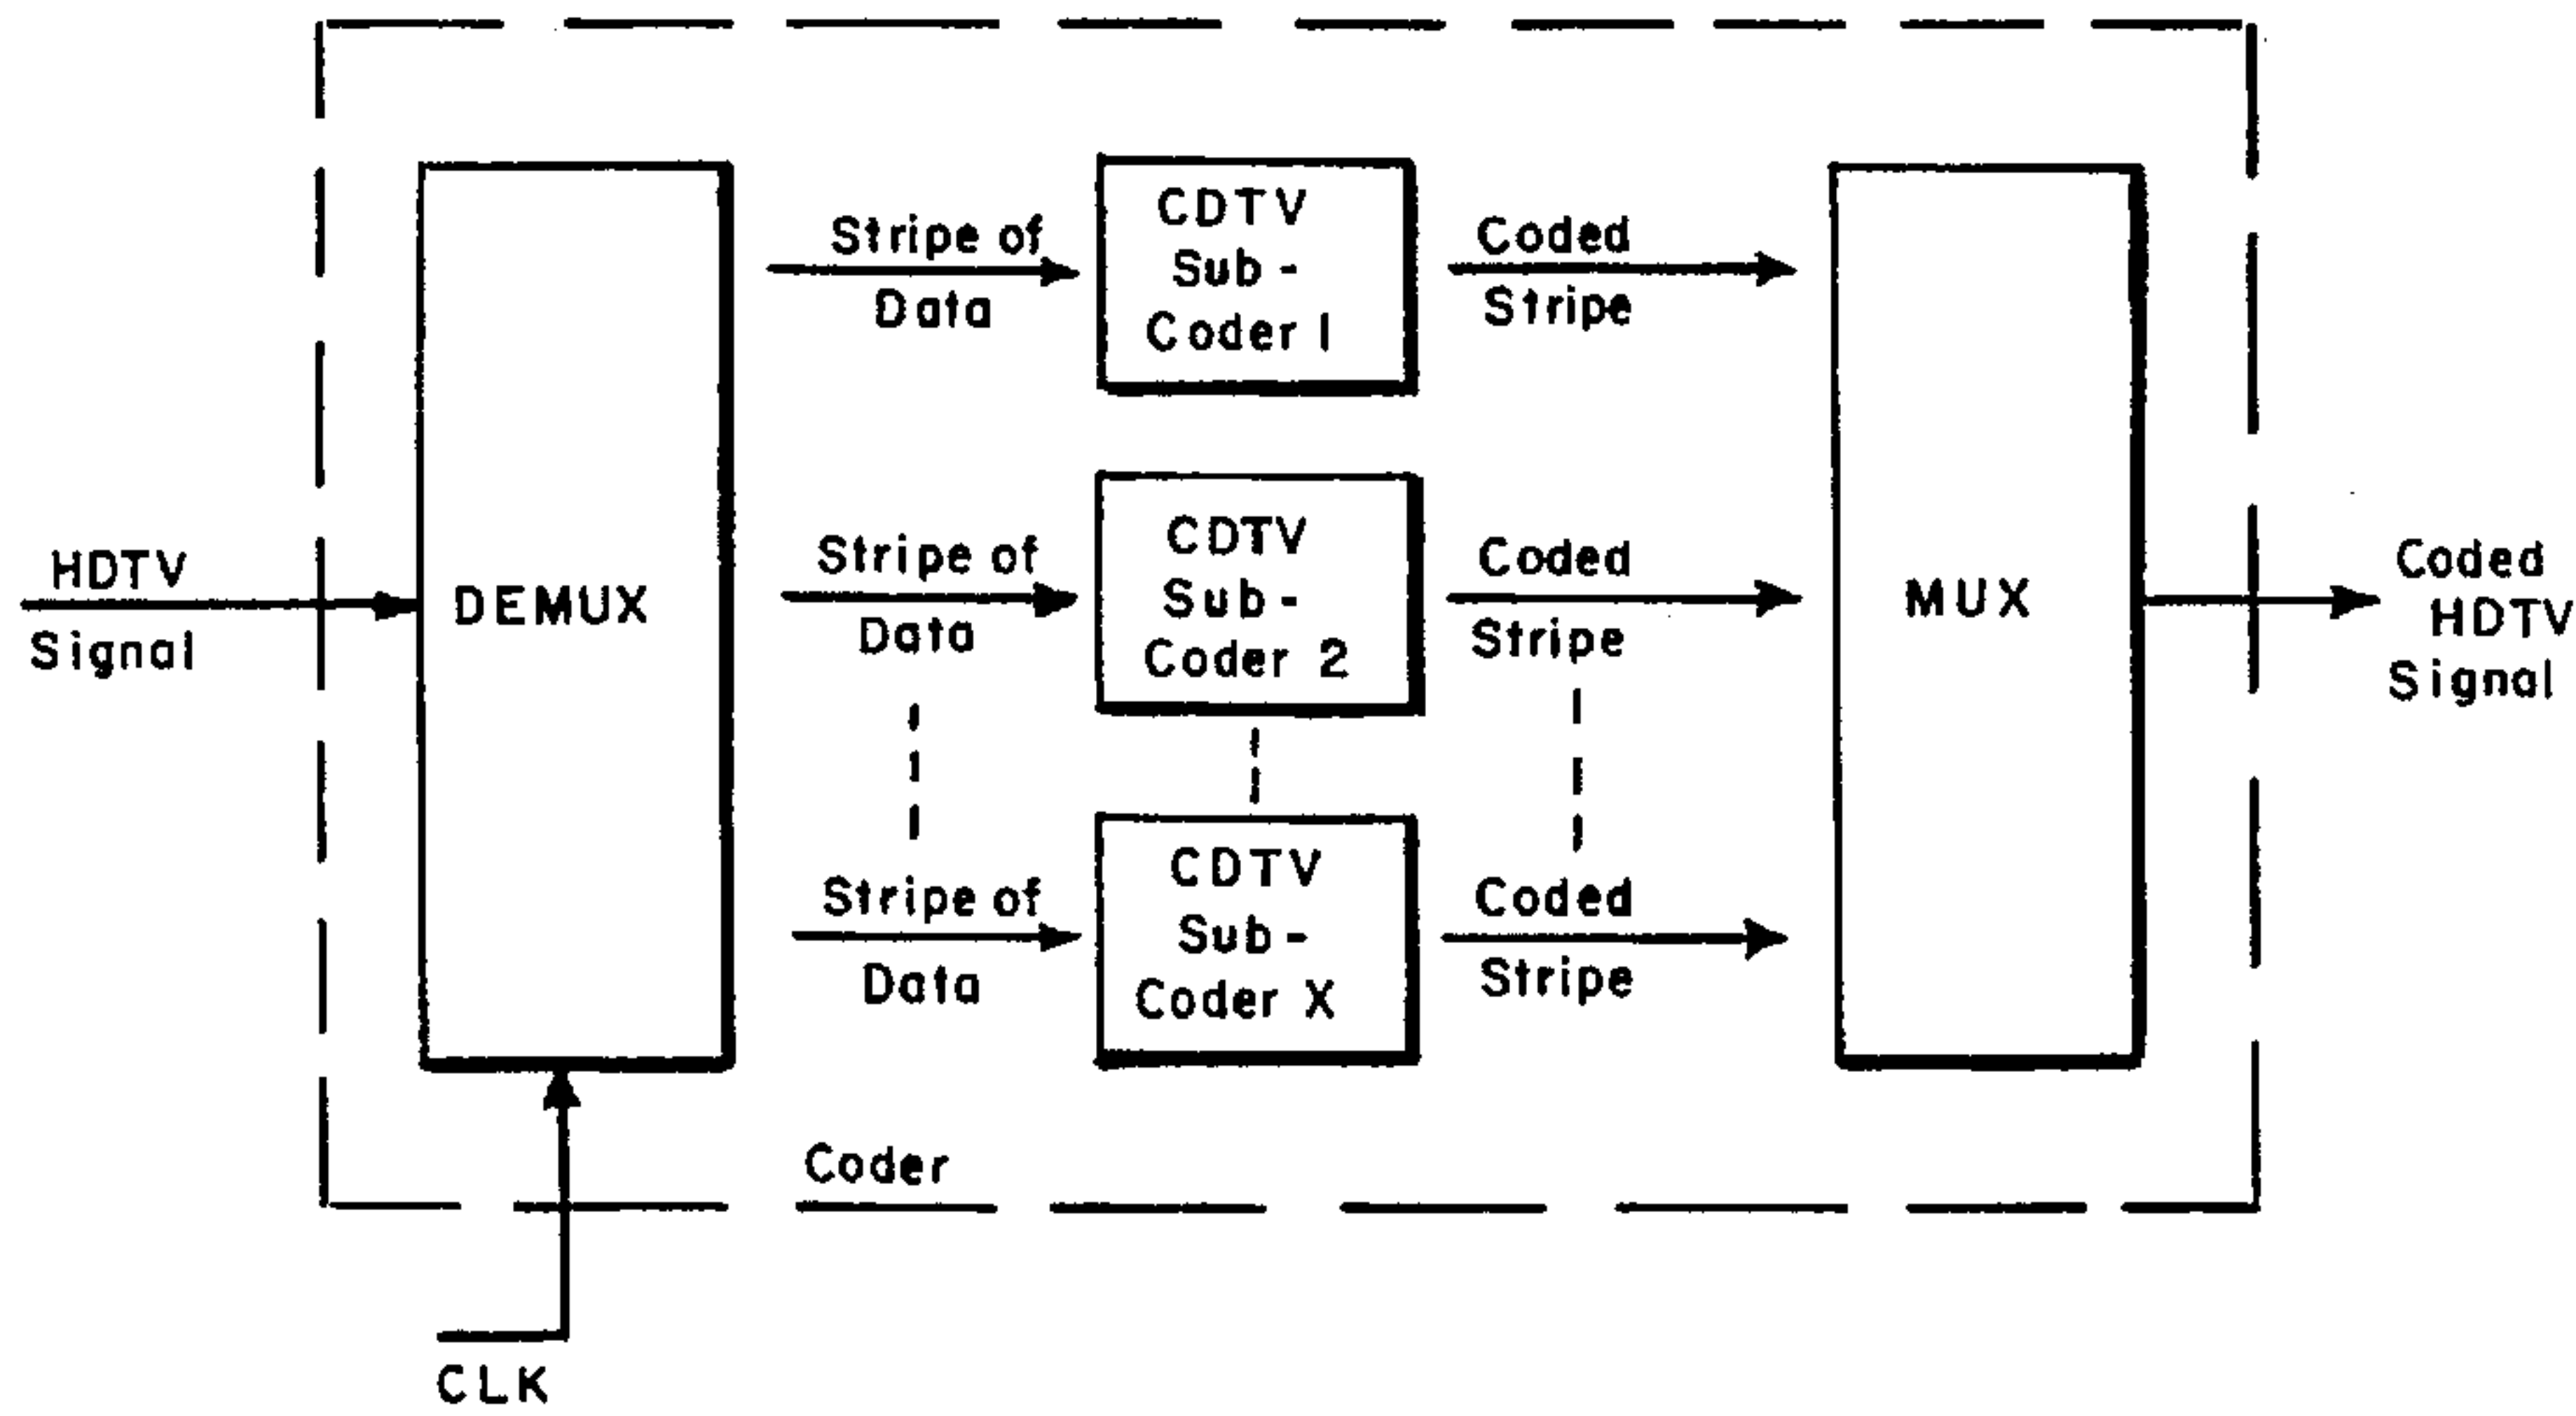 HDTV
Signal
DEMUX
Stripe of
Data
CDTV
Sub-
Coder 1
Coded
Stripe
Stripe of
Data
CDTV
Sub-
Coder 2
Coded
Stripe
Stripe of
Data
CDTV
Sub-
Coder X
Coded
Stripe
MUX
Coded
HDTV
Signal
Coder
CLK